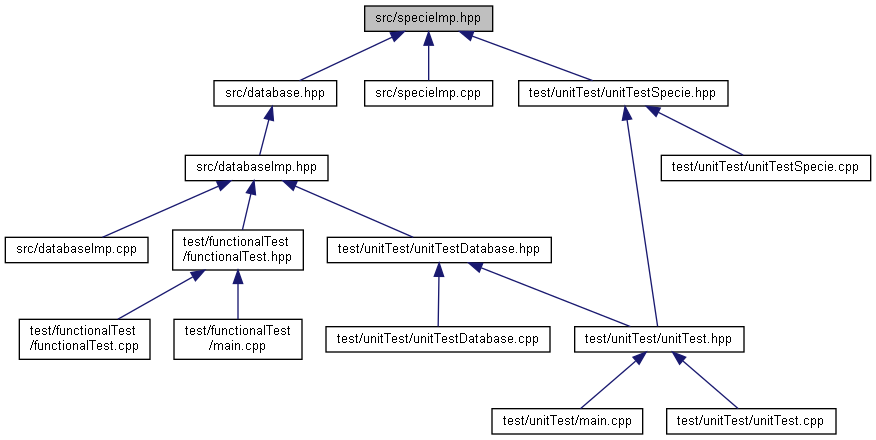 src/specieImp.hpp
src/database.hpp
src/specieImp.cpp
test/unitTest/unitTestSpecie.hpp
src/databaseImp.hpp
test/unitTest/unitTestSpecie.cpp
src/databaseImp.cpp
test/functionalTest
/functionalTest.hpp
test/unitTest/unitTestDatabase.hpp
test/functionalTest
/functionalTest.cpp
test/functionalTest
/main.cpp
test/unitTest/unitTestDatabase.cpp
test/unitTest/unitTest.hpp
test/unitTest/main.cpp
test/unitTest/unitTest.cpp